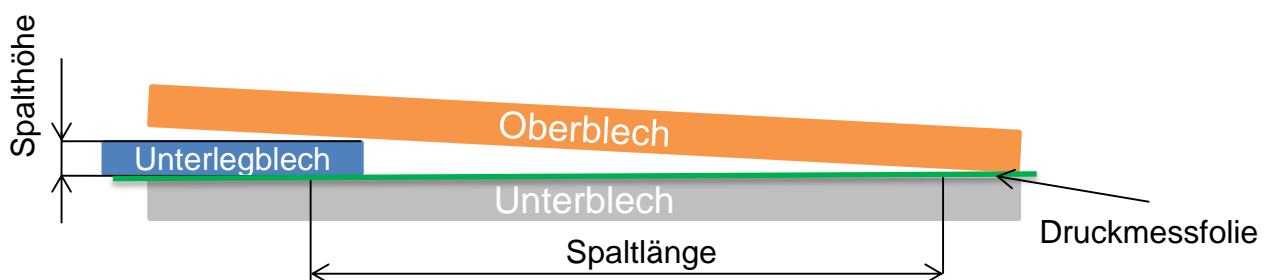 Spalthöhe
Oberblech
Unterlegblech
Unterblech
Druckmessfolie
Spaltlänge